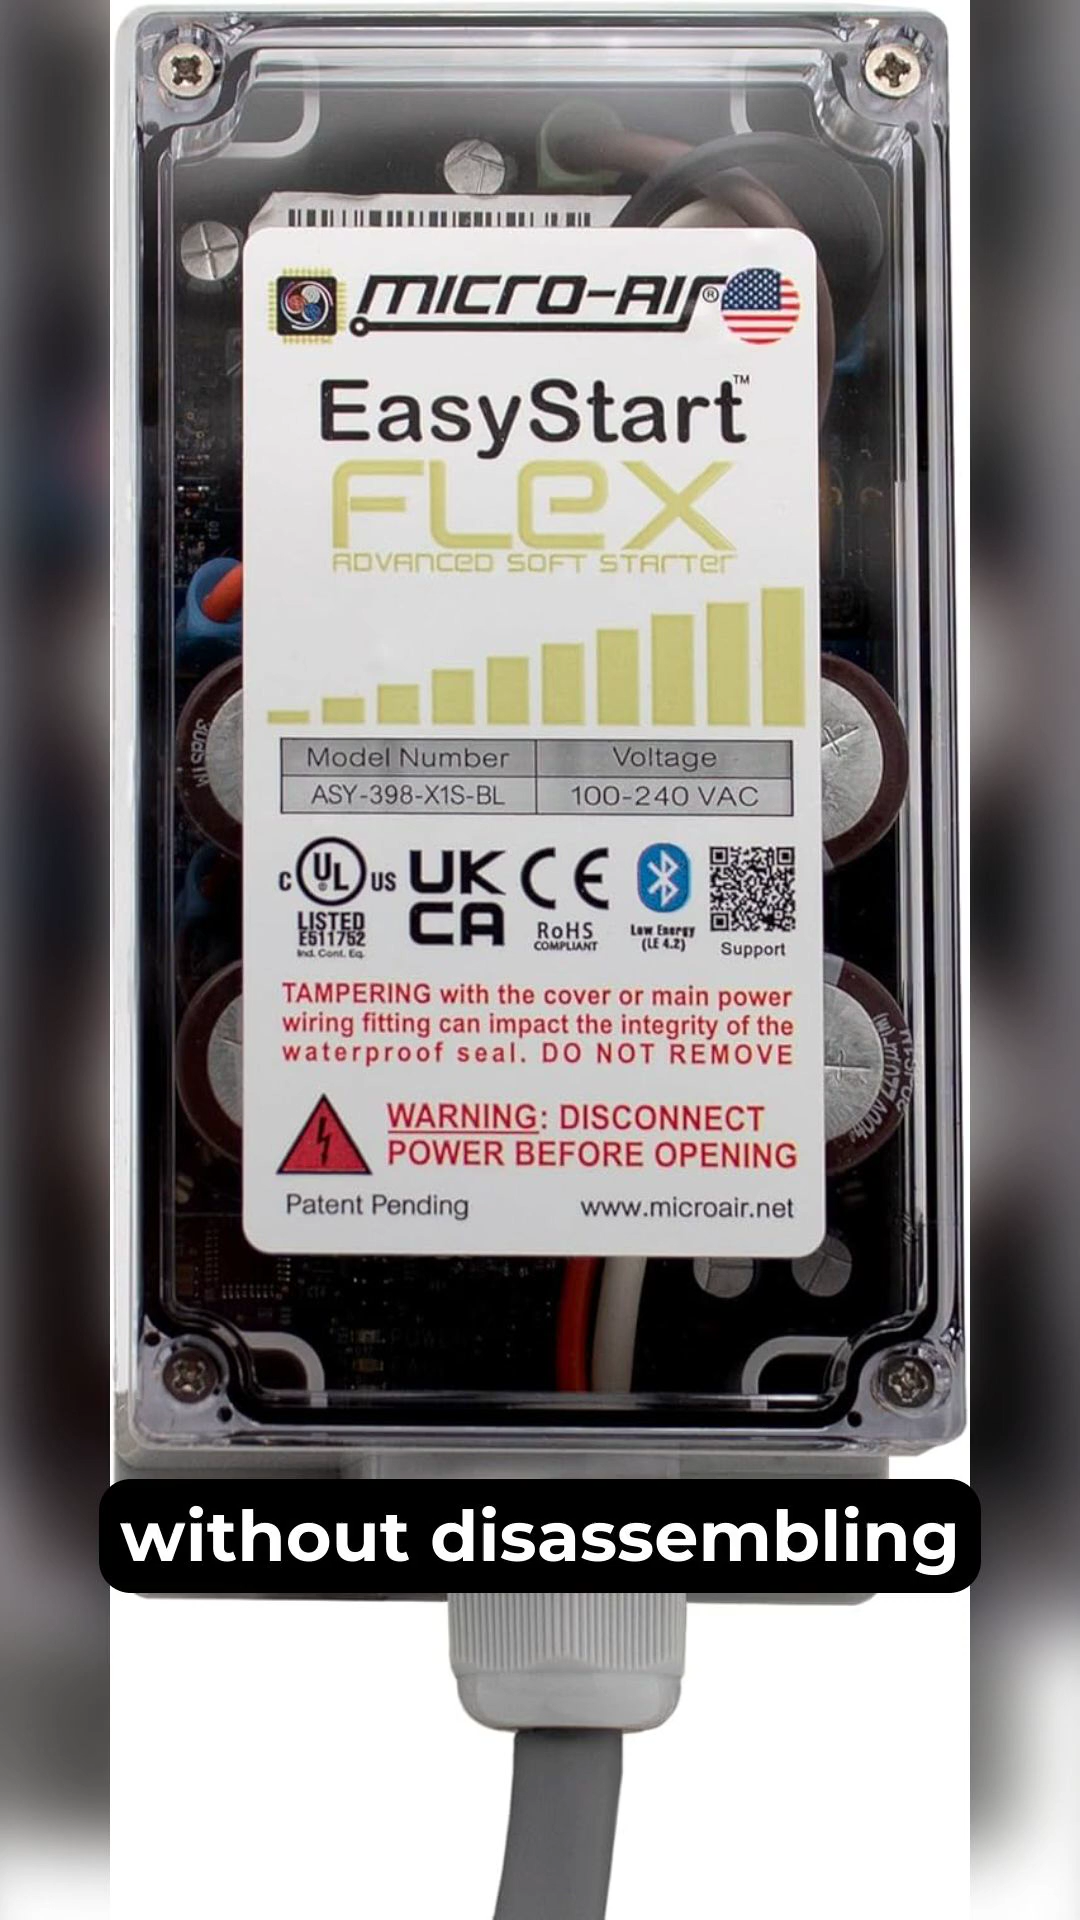 MICRO-AIR®
EasyStart™
FLEX
ADVANCED SOFT STARTER
Model Number Voltage
ASY-398-X1S-BL 100-240 VAC
C UL® US
LISTED
E511752
Ind. Cont. Eq.
UK
CA
CE
RoHS
COMPLIANT
Low Energy
(LE 4.2)
Support
TAMPERING with the cover or main power
wiring fitting can impact the integrity of the
waterproof seal. DO NOT REMOVE
WARNING: DISCONNECT
POWER BEFORE OPENING
Patent Pending www.microair.net
without disassembling